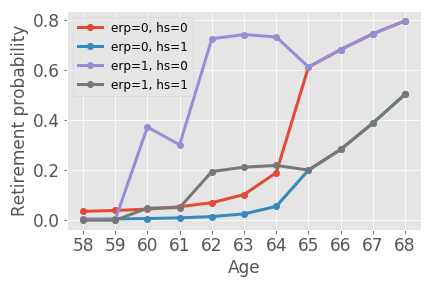 0.8
0.6
0.4
0.2
0.0
Retirement probability
erp=0, hs=0
erp=0, hs=1
erp=1, hs=0
erp=1, hs=1
58 59 60 61 62 63 64 65 66 67 68
Age